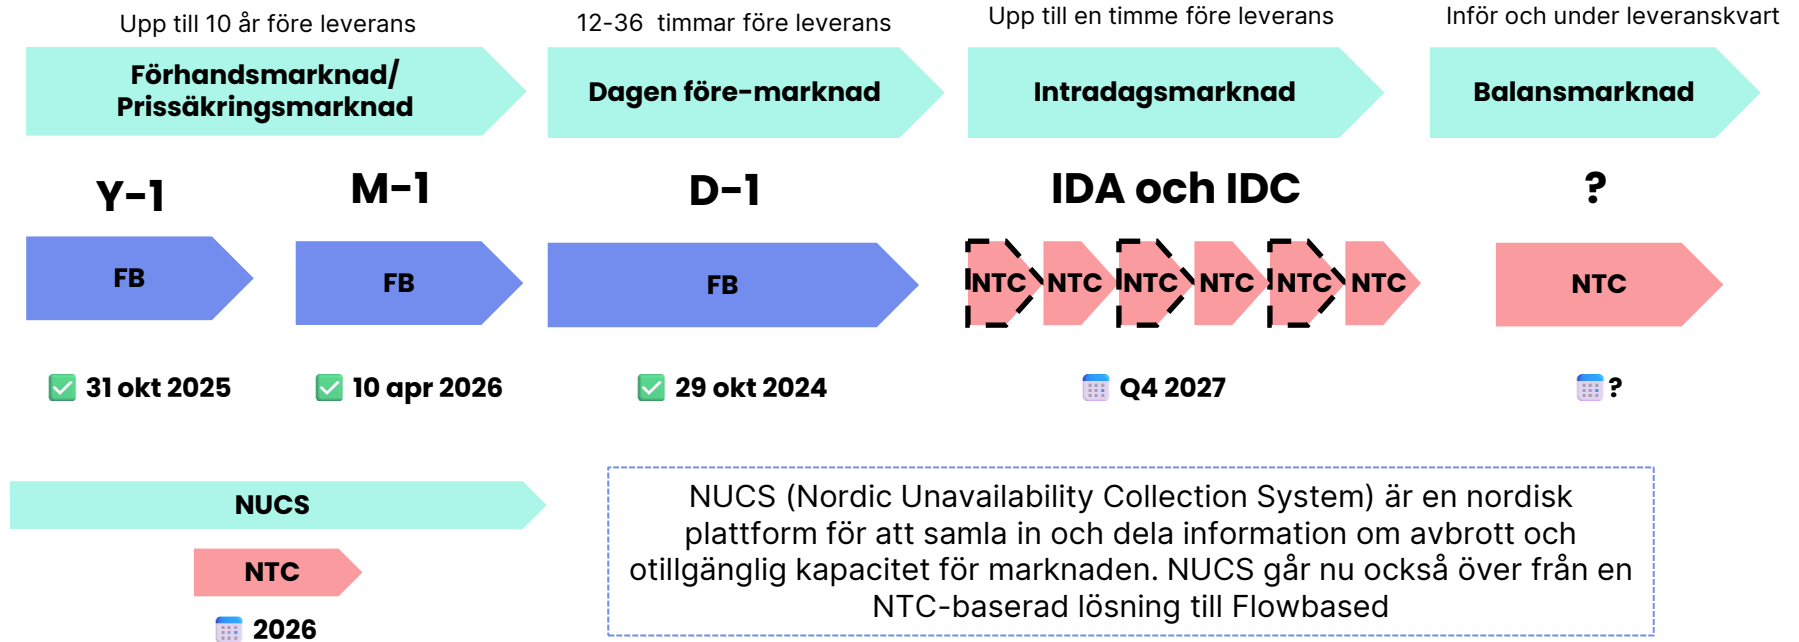 Upp till 10 år före leverans
12-36 timmar före leverans
Upp till en timme före leverans
Inför och under leveranskvart
Förhandsmarknad/
Prissäkringsmarknad
Dagen före-marknad
Intradagsmarknad
Balansmarknad
Y-1
M-1
D-1
IDA och IDC
?
FB
FB
FB
NTC
NTC
NTC
NTC
NTC
NTC
NTC
31 okt 2025
10 apr 2026
29 okt 2024
Q4 2027
?
NUCS
NTC
2026
NUCS (Nordic Unavailability Collection System) är en nordisk
plattform för att samla in och dela information om avbrott och
otillgänglig kapacitet för marknaden. NUCS går nu också över från en
NTC-baserad lösning till Flowbased